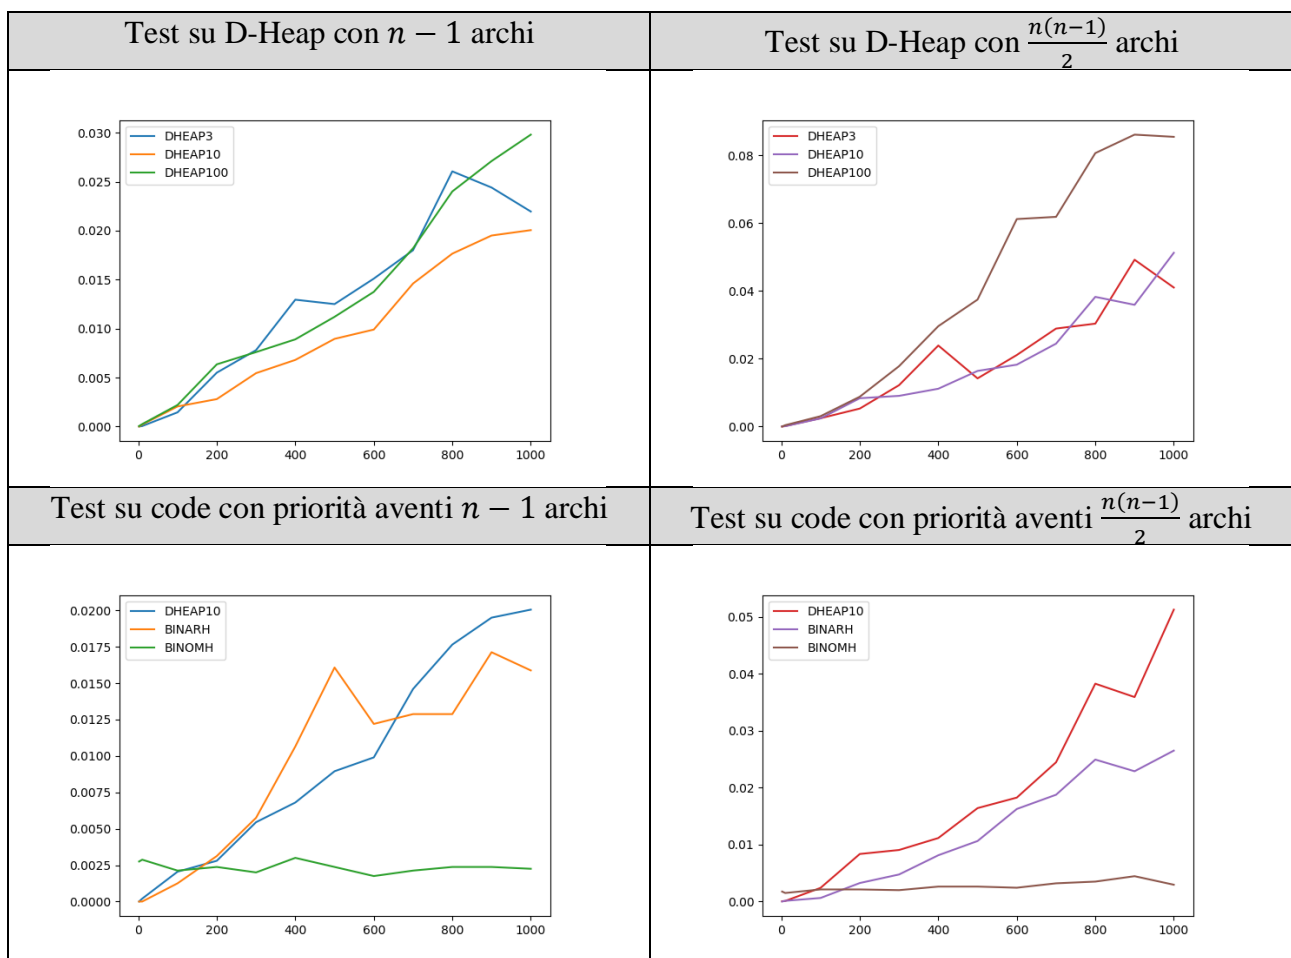 Test su D-Heap con n − 1 archi
Test su D-Heap con n(n−1)/2 archi
0.030
0.025
0.020
0.015
0.010
0.005
0.000
DHEAP3
DHEAP10
DHEAP100
0 200 400 600 800 1000
0.08
0.06
0.04
0.02
0.00
DHEAP3
DHEAP10
DHEAP100
0 200 400 600 800 1000
Test su code con priorità aventi n − 1 archi
Test su code con priorità aventi n(n−1)/2 archi
0.0200
0.0175
0.0150
0.0125
0.0100
0.0075
0.0050
0.0025
0.0000
DHEAP10
BINARH
BINOMH
0 200 400 600 800 1000
0.05
0.04
0.03
0.02
0.01
0.00
DHEAP10
BINARH
BINOMH
0 200 400 600 800 1000